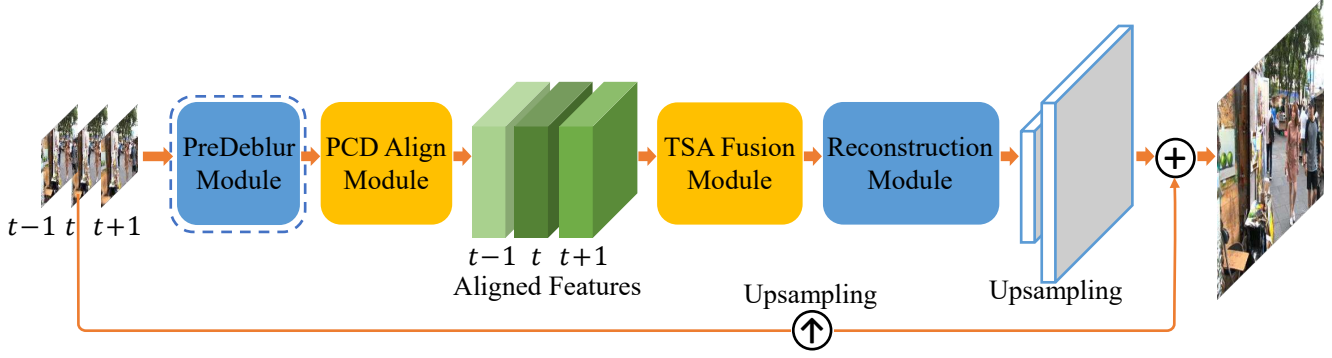 PreDeblur
Module
PCD Align
Module
TSA Fusion
Module
Reconstruction
Module
t−1 t t+1
t−1 t t+1
Aligned Features
Upsampling
Upsampling